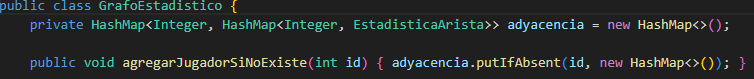 public class GrafoEstadistico {
private HashMap<Integer, HashMap<Integer, EstadisticaArista>> adyacencia = new HashMap<>();
public void agregarJugadorSiNoExiste(int id) { adyacencia.putIfAbsent(id, new HashMap<>()); }